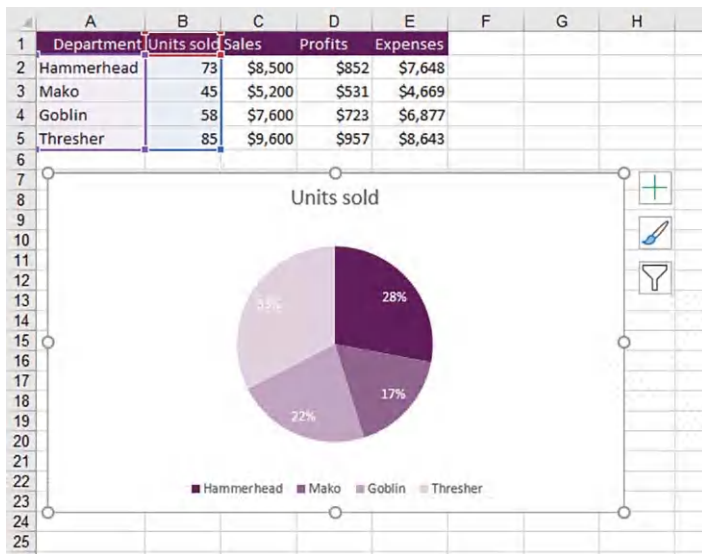 A B C D E F G H
1 Department Units sold Sales Profits Expenses
2 Hammerhead 73 $8,500 $852 $7,648
3 Mako 45 $5,200 $531 $4,669
4 Goblin 58 $7,600 $723 $6,877
5 Thresher 85 $9,600 $957 $8,643
6
7
8 Units sold
9
10
11
12
13 33% 28%
14
15
16
17
18 17%
19 22%
20
21
22 Hammerhead Mako Goblin Thresher
23
24
25